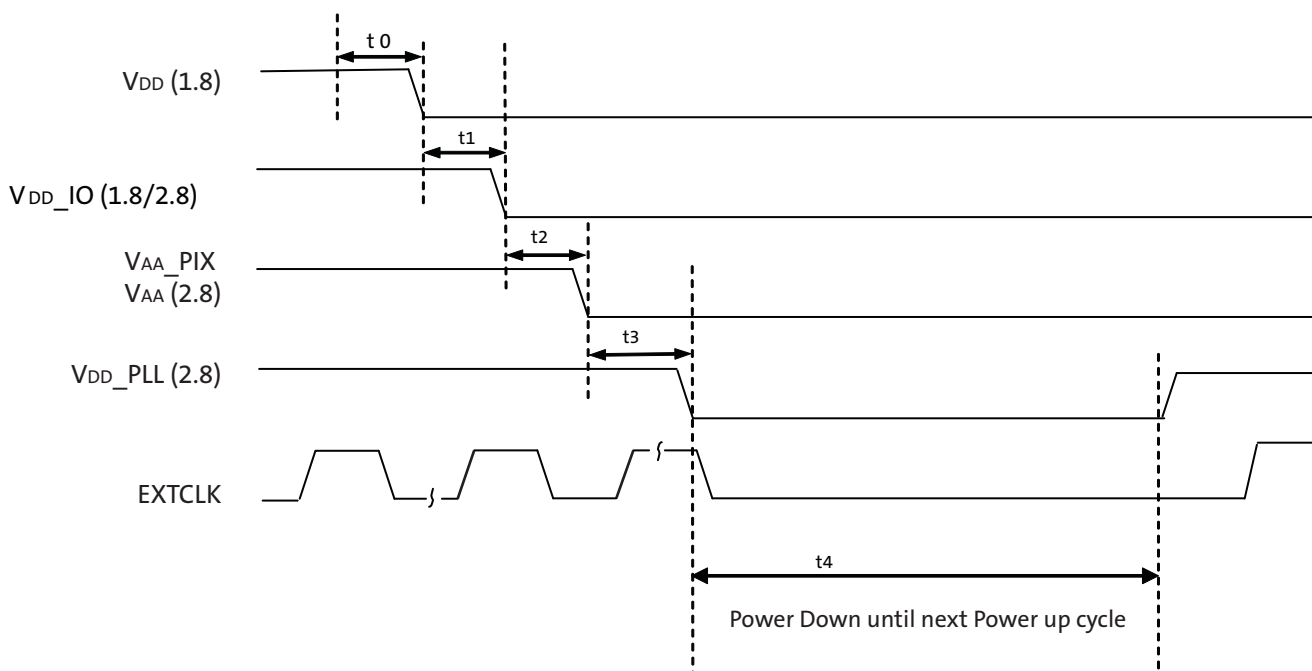 t 0
VDD (1.8)
t1
VDD_IO (1.8/2.8)
t2
VAA_PIX
VAA (2.8)
t3
VDD_PLL (2.8)
EXTCLK
t4
Power Down until next Power up cycle